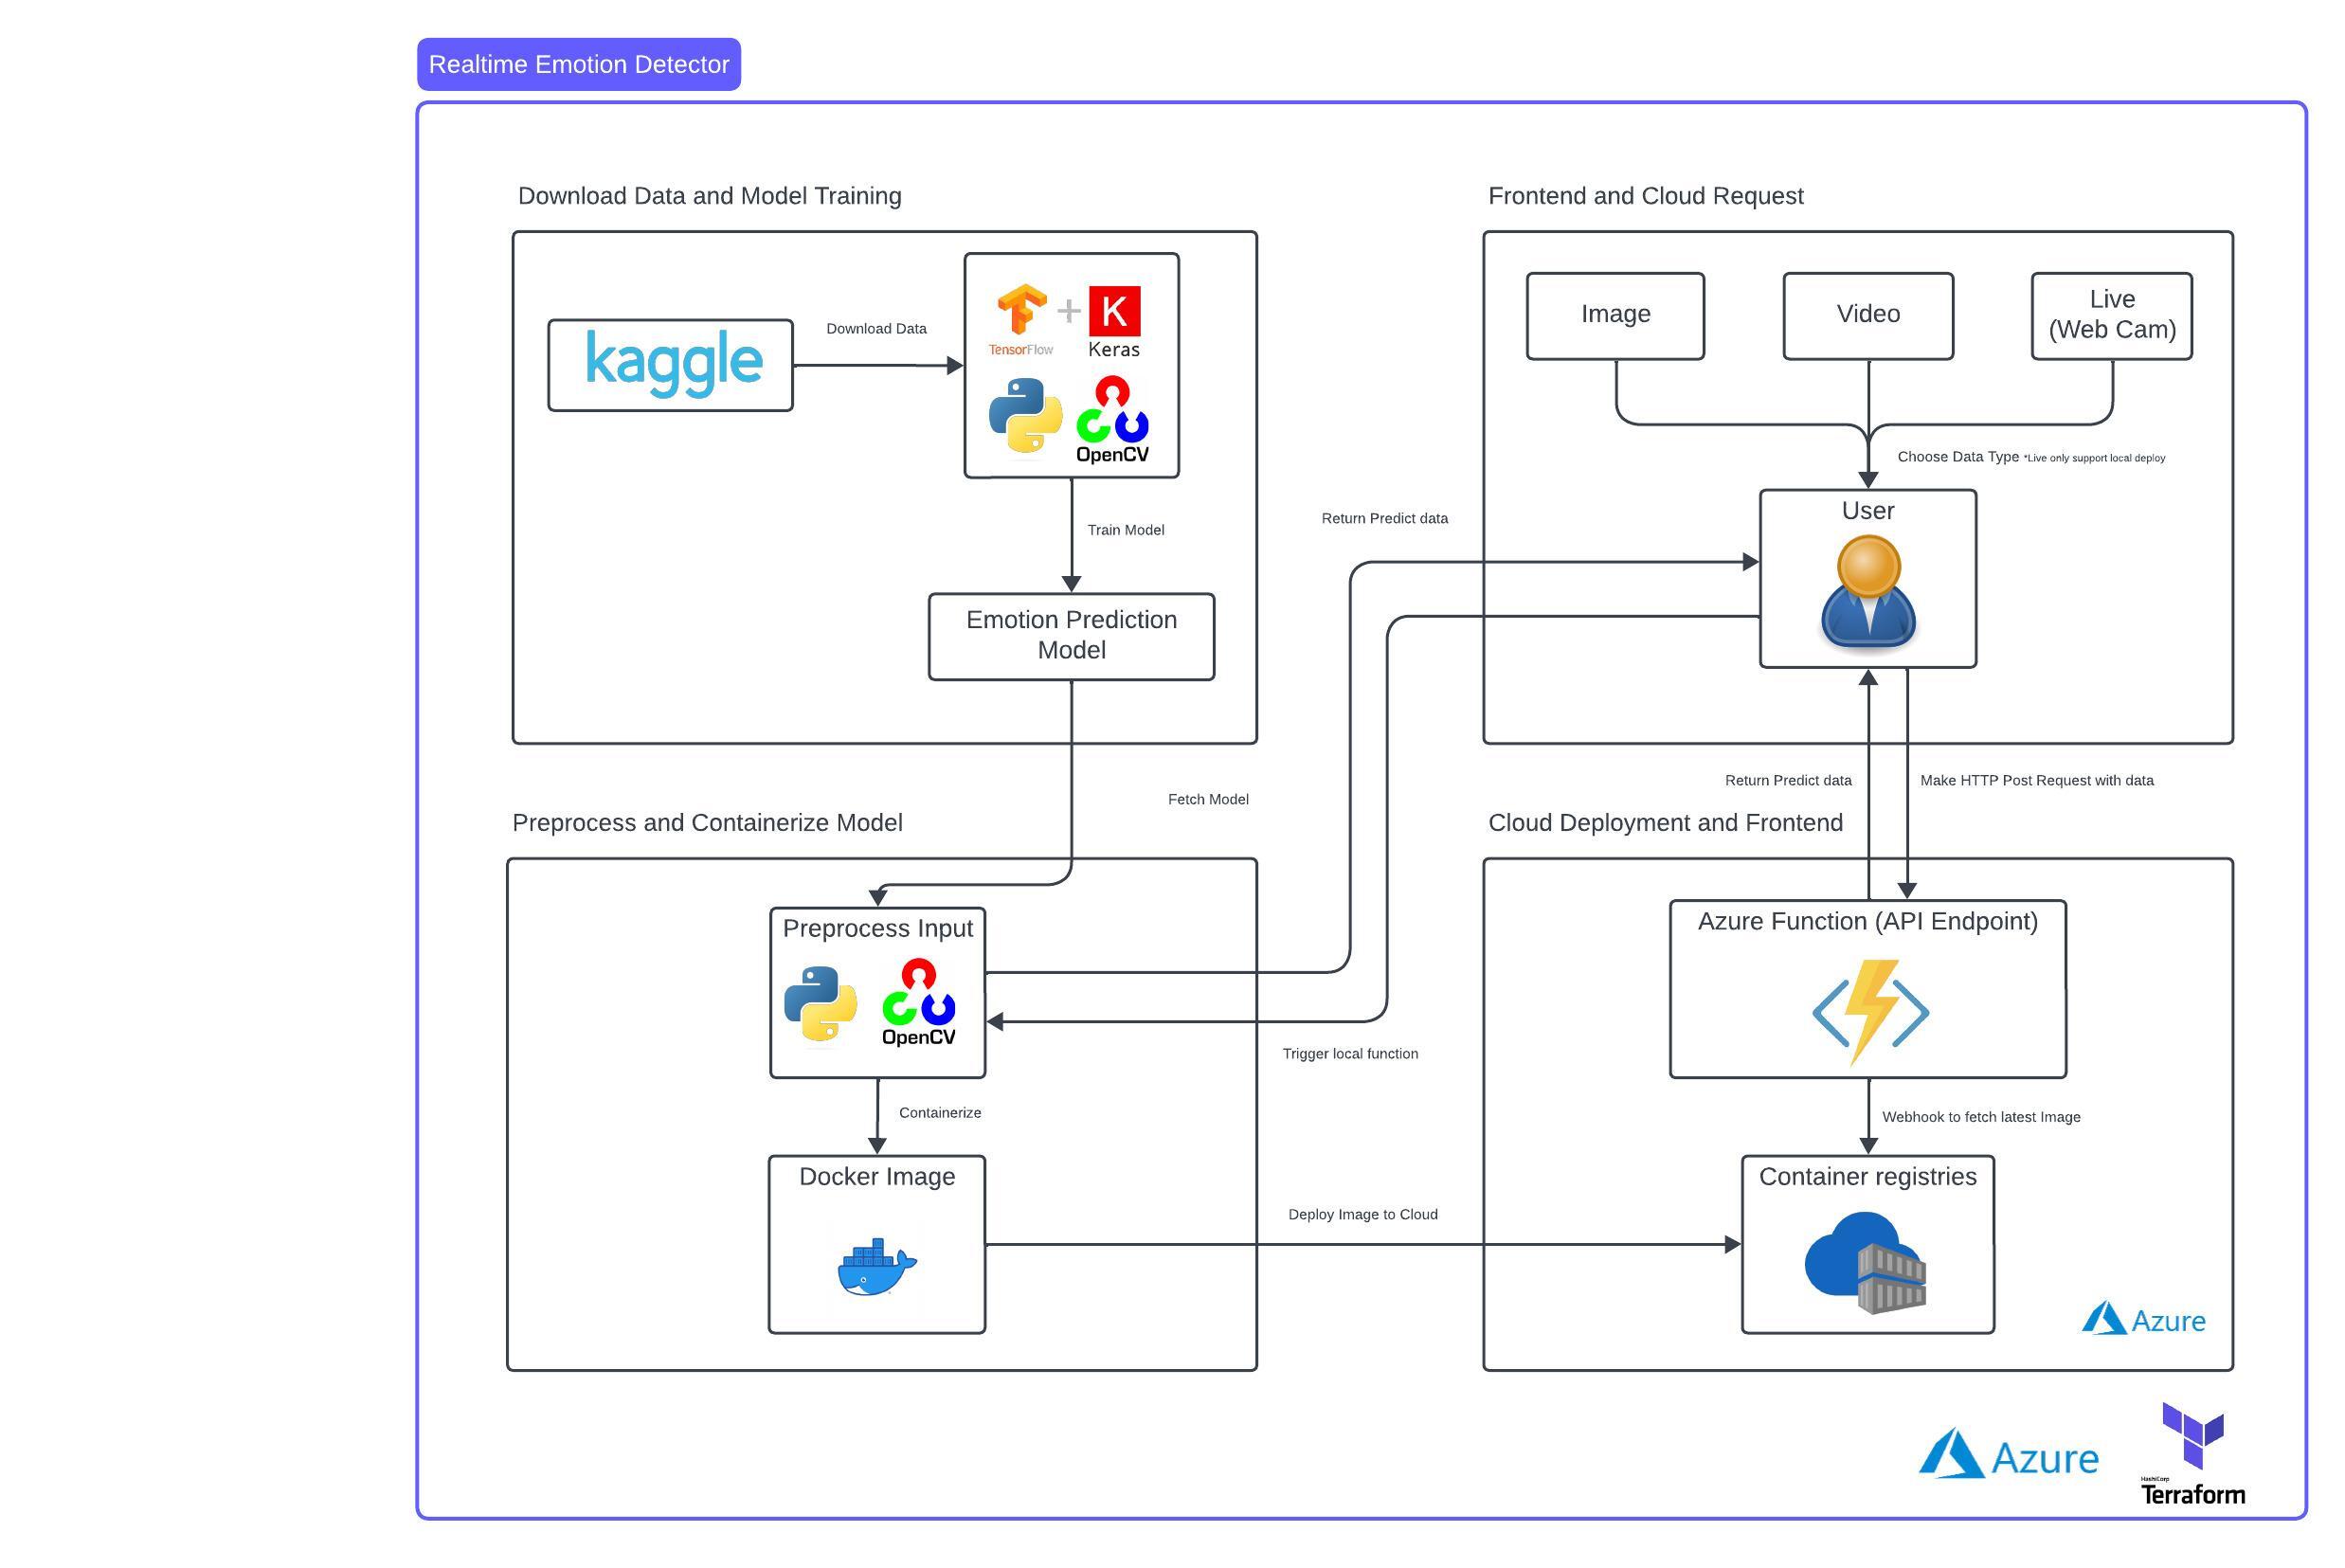 Realtime Emotion Detector
Download Data and Model Training
kaggle
Download Data
TensorFlow
+
K
Keras
OpenCV
Train Model
Emotion Prediction
Model
Frontend and Cloud Request
Image
Video
Live
(Web Cam)
Choose Data Type *Live only support local deploy
User
Return Predict data
Fetch Model
Return Predict data
Make HTTP Post Request with data
Preprocess and Containerize Model
Preprocess Input
OpenCV
Trigger local function
Containerize
Docker Image
Deploy Image to Cloud
Cloud Deployment and Frontend
Azure Function (API Endpoint)
Webhook to fetch latest Image
Container registries
Azure
Azure
HashiCorp
Terraform